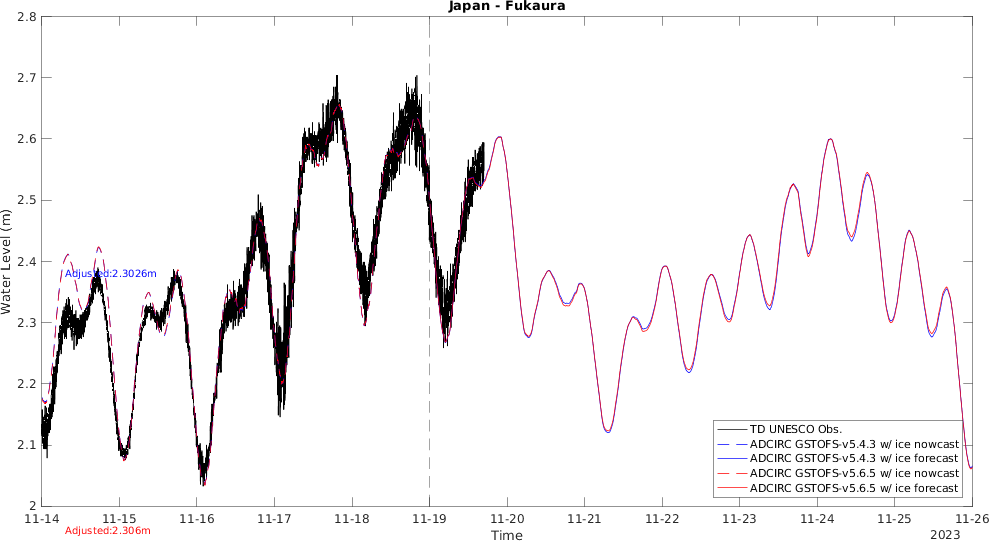 Japan - Fukaura
2.8
2.7
2.6
2.5
2.4
2.3
2.2
2.1
2
Water Level (m)
Adjusted:2.3026m
TD UNESCO Obs.
ADCIRC GSTOFS-v5.4.3 w/ ice nowcast
ADCIRC GSTOFS-v5.4.3 w/ ice forecast
ADCIRC GSTOFS-v5.6.5 w/ ice nowcast
ADCIRC GSTOFS-v5.6.5 w/ ice forecast
11-14 11-15 11-16 11-17 11-18 11-19 11-20 11-21 11-22 11-23 11-24 11-25 11-26
Adjusted:2.306m
Time
2023